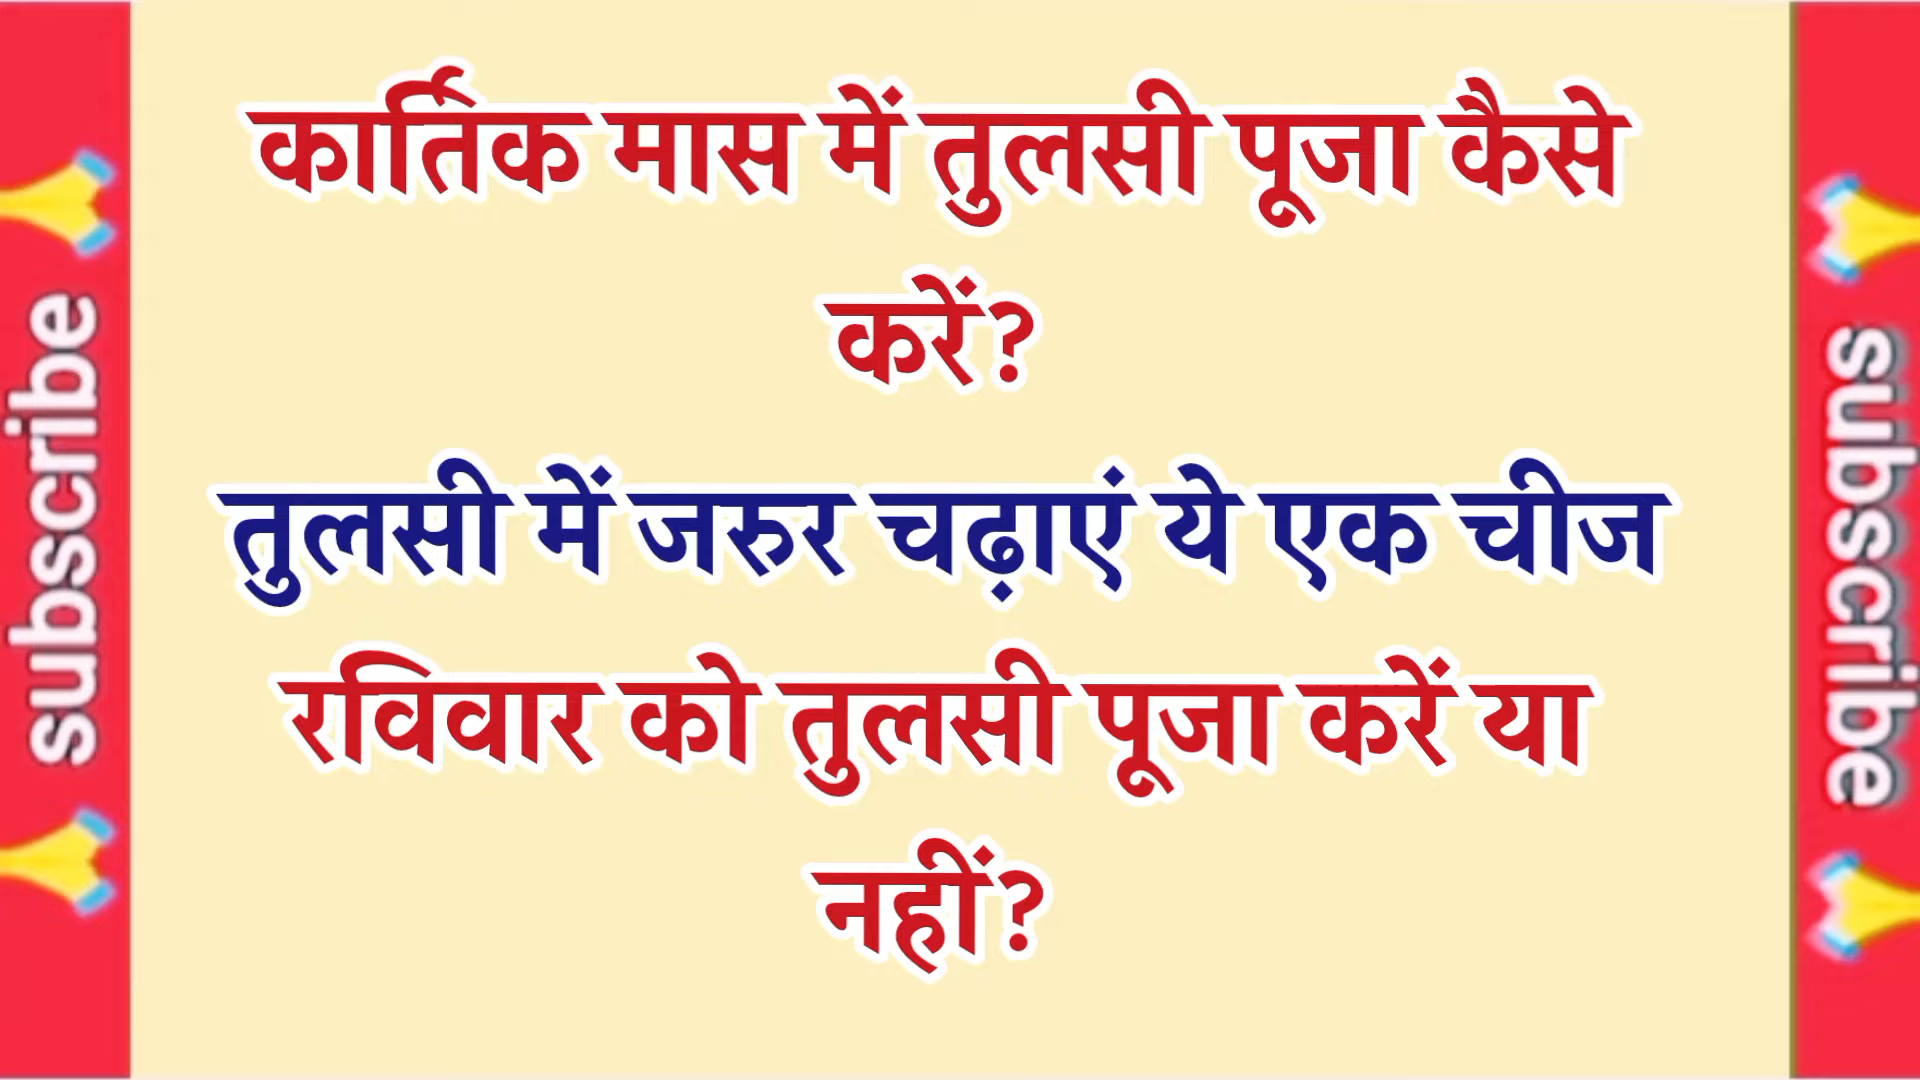 subscribe
कार्तिक मास में तुलसी पूजा कैसे
करें?
तुलसी में जरुर चढ़ाएं ये एक चीज
रविवार को तुलसी पूजा करें या
नहीं?
subscribe